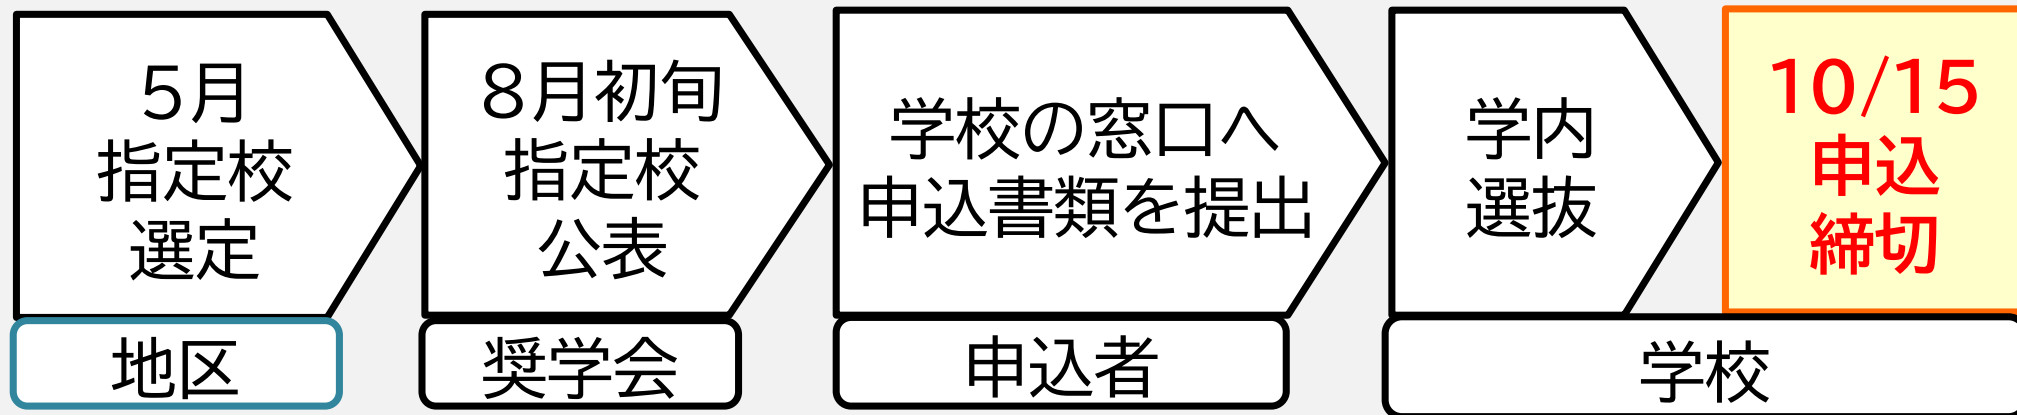 5月
指定校
選定
8月初旬
指定校
公表
学校の窓口へ
申込書類を提出
学内
選抜
10/15
申込
締切
地区
奨学会
申込者
学校